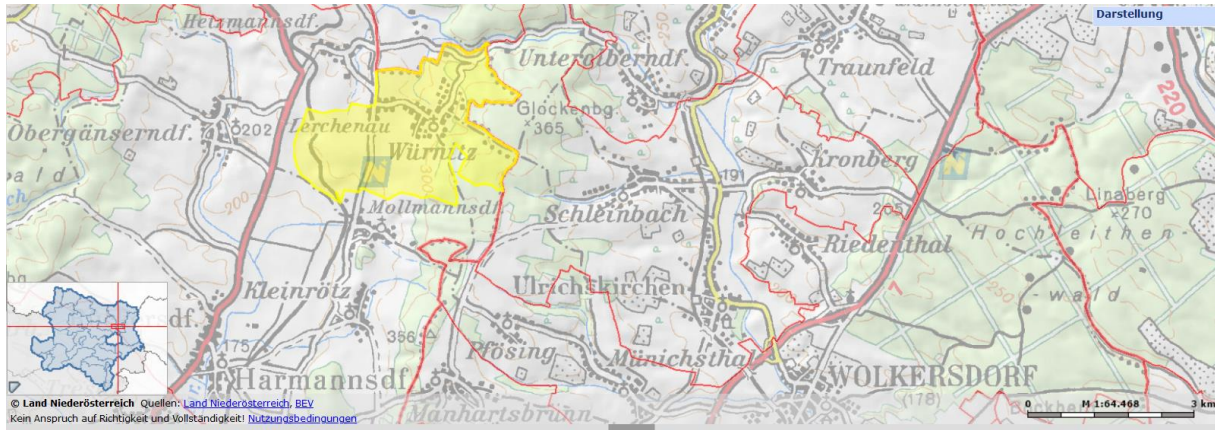 Darstellung
Hetzmannsdf.
Unterolberndf.
Traunfeld
220
Obergänserndf.
202
Lerchenau
Glockenbg.
365
Würnitz
300
Kronberg
191
Linaberg
270
205
Mollmannsdf.
Schleinbach
Riedenthal
Hochleithen
wald
200
250
Kleinrötz
Ulrichskirchen
7
356
175
Pfösing
Münichsthal
WOLKERSDORF
(178)
Harmannsdf.
Manhartsbrunn
© Land Niederösterreich Quellen: Land Niederösterreich, BEV
Kein Anspruch auf Richtigkeit und Vollständigkeit! Nutzungsbedingungen
0 M 1:64.468 3 km